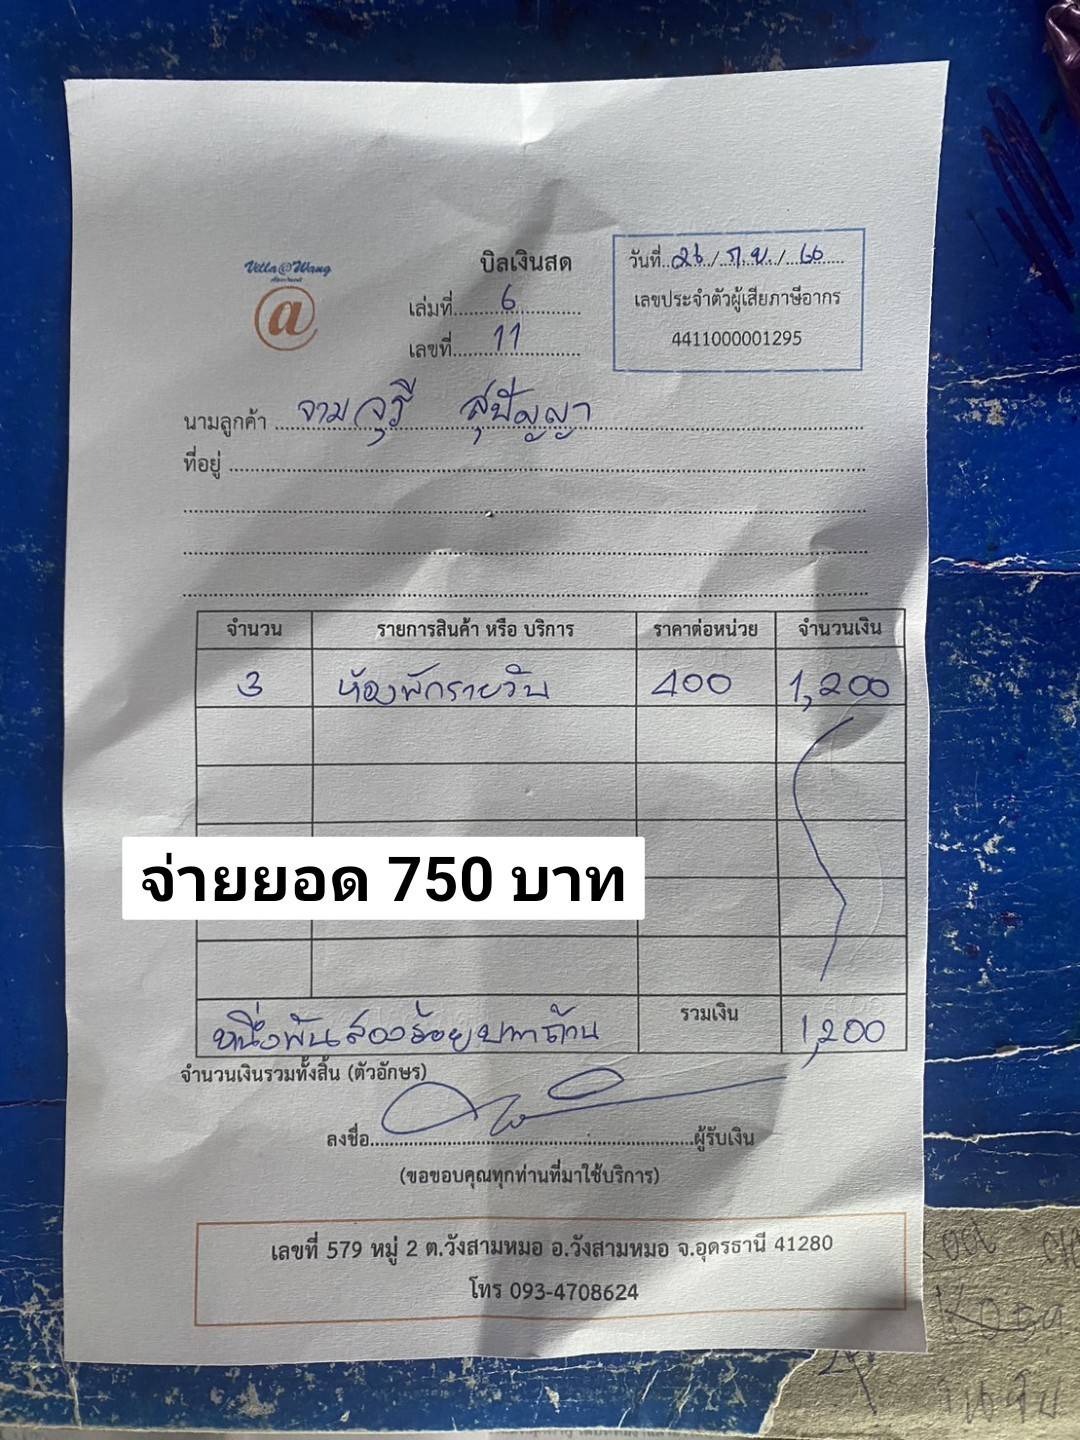 Villa@Wang
@
บิลเงินสด
เล่มที่ 6
เลขที่ 11
วันที่ 26 / ก.ย. / 66
เลขประจำตัวผู้เสียภาษีอากร
4411000001295
นามลูกค้า จามจุรี สุปัญญา
ที่อยู่
จำนวน รายการสินค้า หรือ บริการ ราคาต่อหน่วย จำนวนเงิน
3 ห้องพักรายวัน 400 1,200
จ่ายยอด 750 บาท
หนึ่งพันสองร้อยบาทถ้วน รวมเงิน 1,200
จำนวนเงินรวมทั้งสิ้น (ตัวอักษร)
ลงชื่อ ผู้รับเงิน
(ขอขอบคุณทุกท่านที่มาใช้บริการ)
เลขที่ 579 หมู่ 2 ต.วังสามหมอ อ.วังสามหมอ จ.อุดรธานี 41280
โทร 093-4708624